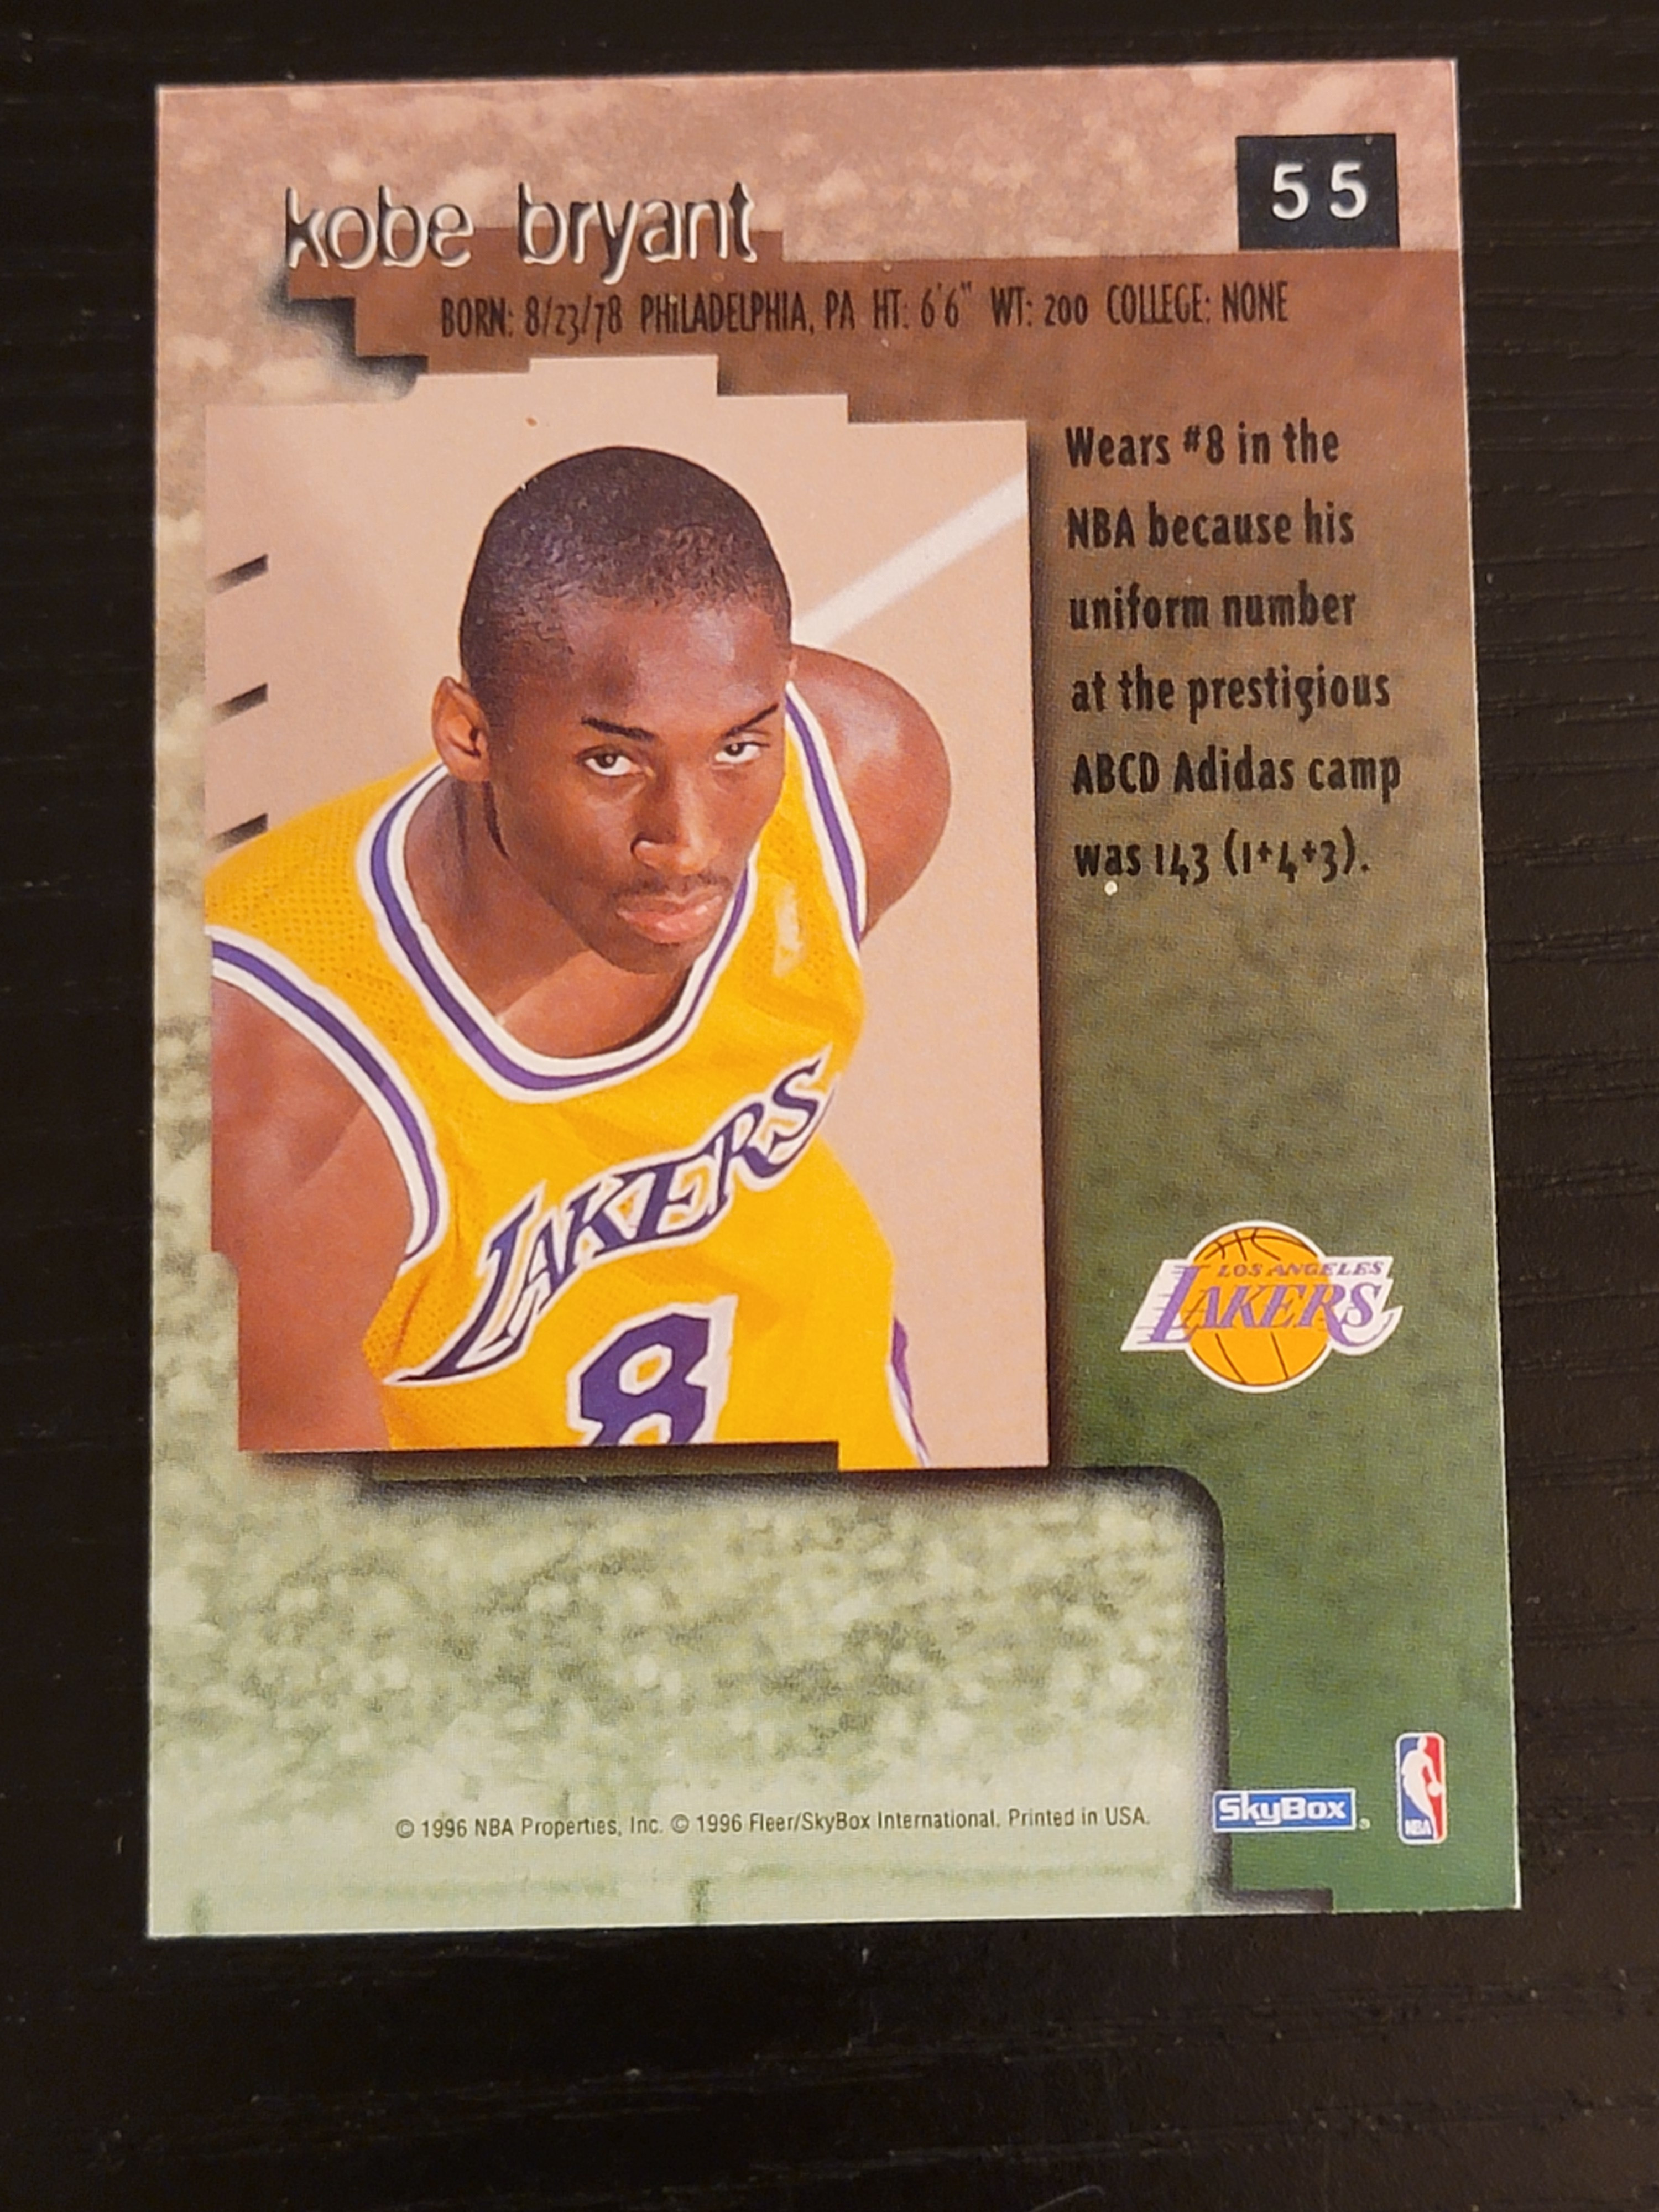 kobe bryant
55
BORN: 8/23/78 PHILADELPHIA, PA HT: 6'6" WT: 200 COLLEGE: NONE
Wears #8 in the
NBA because his
uniform number
at the prestigious
ABCD Adidas camp
was 143 (1+4+3).
LAKERS
8
LOS ANGELES
LAKERS
© 1996 NBA Properties, Inc. © 1996 Fleer/SkyBox International. Printed in USA.
SkyBox
NBA